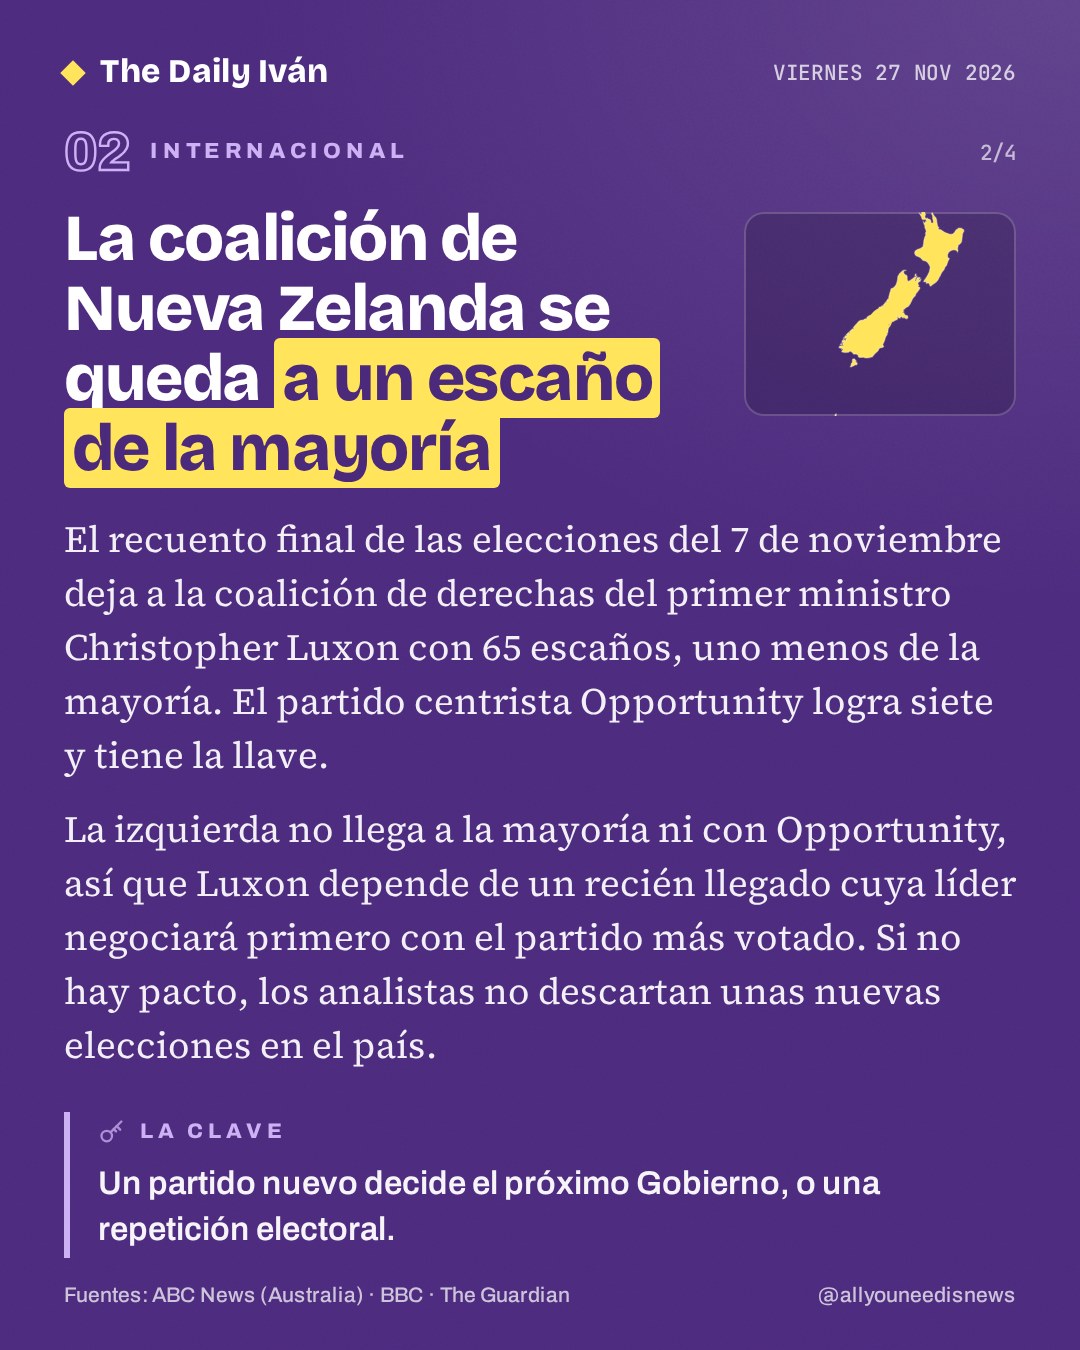 The Daily Iván
VIERNES 27 NOV 2026
02 INTERNACIONAL
2/4
La coalición de
Nueva Zelanda se
queda a un escaño
de la mayoría
El recuento final de las elecciones del 7 de noviembre
deja a la coalición de derechas del primer ministro
Christopher Luxon con 65 escaños, uno menos de la
mayoría. El partido centrista Opportunity logra siete
y tiene la llave.
La izquierda no llega a la mayoría ni con Opportunity,
así que Luxon depende de un recién llegado cuya líder
negociará primero con el partido más votado. Si no
hay pacto, los analistas no descartan unas nuevas
elecciones en el país.
LA CLAVE
Un partido nuevo decide el próximo Gobierno, o una
repetición electoral.
Fuentes: ABC News (Australia) · BBC · The Guardian
@allyouneedisnews